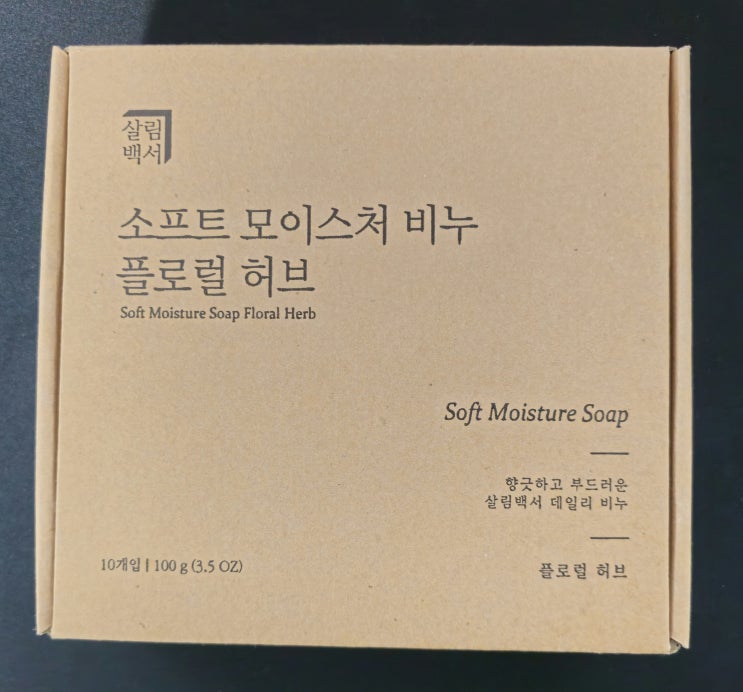 살림
백서
소프트 모이스처 비누
플로럴 허브
Soft Moisture Soap Floral Herb
Soft Moisture Soap
향긋하고 부드러운
살림백서 데일리 비누
플로럴 허브
10개입 | 100 g (3.5 OZ)